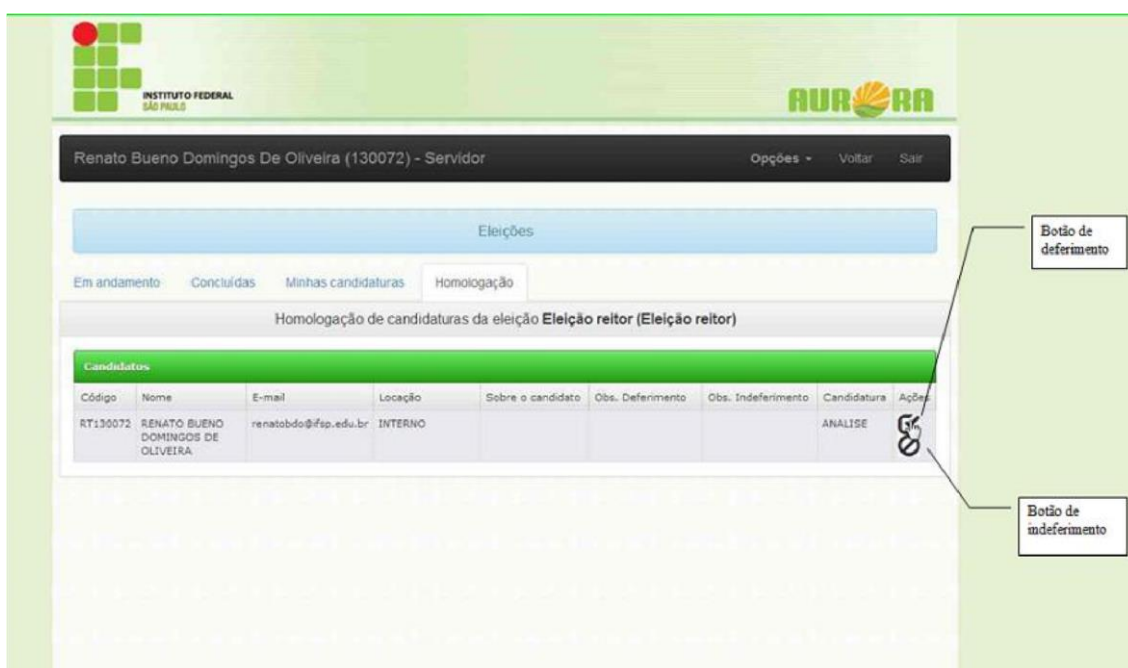 INSTITUTO FEDERAL
SÃO PAULO
AURORA
Renato Bueno Domingos De Oliveira (130072) - Servidor
Opções
Voltar
Sair
Eleições
Em andamento
Concluídas
Minhas candidaturas
Homologação
Homologação de candidaturas da eleição Eleição reitor (Eleição reitor)
Candidatos
Código
Nome
E-mail
Locação
Sobre o candidato
Obs. Deferimento
Obs. Indeferimento
Candidatura
Ações
RT130072
RENATO BUENO
DOMINGOS DE
OLIVEIRA
renatobdo@ifsp.edu.br
INTERNO
ANALISE
Botão de
deferimento
Botão de
indeferimento